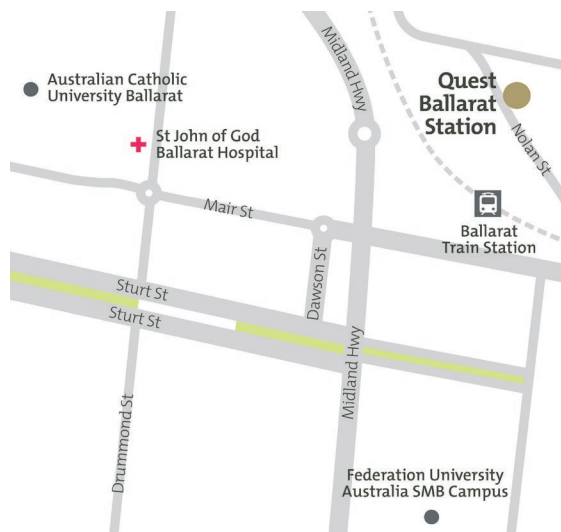 Midland Hwy
Australian Catholic
University Ballarat
Quest
Ballarat
Station
St John of God
Ballarat Hospital
Nolan St
Mair St
Ballarat
Train Station
Dawson St
Sturt St
Sturt St
Midland Hwy
Drummond St
Federation University
Australia SMB Campus